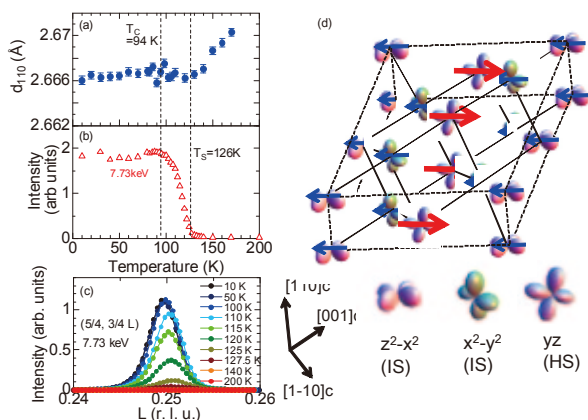 (a)
T_C
=94 K
2.67
2.666
2.662
d110 (Å)
(b)
T_S=126K
7.73keV
2
1
0
Intensity
(arb units)
0
50
100
150
200
Temperature (K)
(c)
(5/4, 3/4 L)
7.73 keV
10 K
50 K
100 K
110 K
115 K
120 K
125 K
127.5 K
140 K
200 K
1
0.5
0
Intensity (arb. units)
0.24
0.25
0.26
L (r. l. u.)
(d)
[110]c
[001]c
[1-10]c
z²-x²
(IS)
x²-y²
(IS)
yz
(HS)